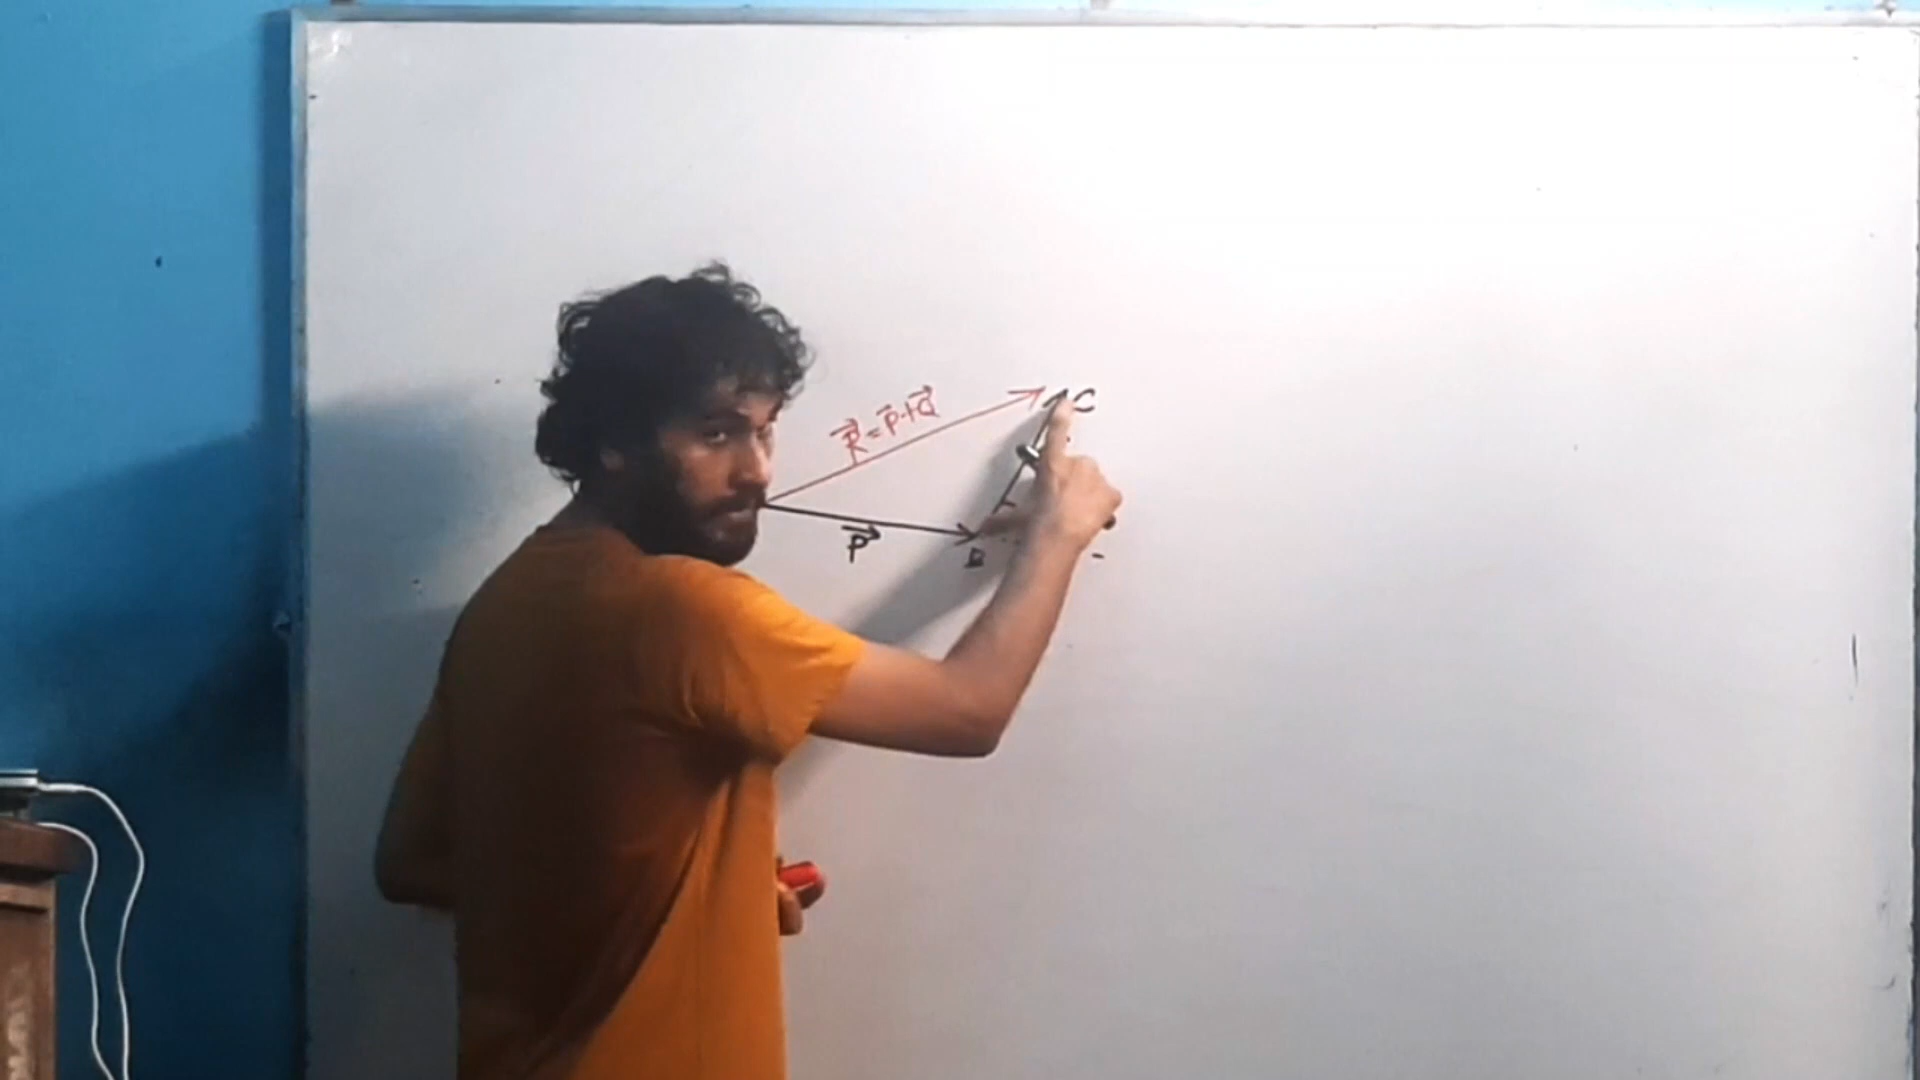 R⃗ = P⃗ + Q⃗
C
P⃗
B